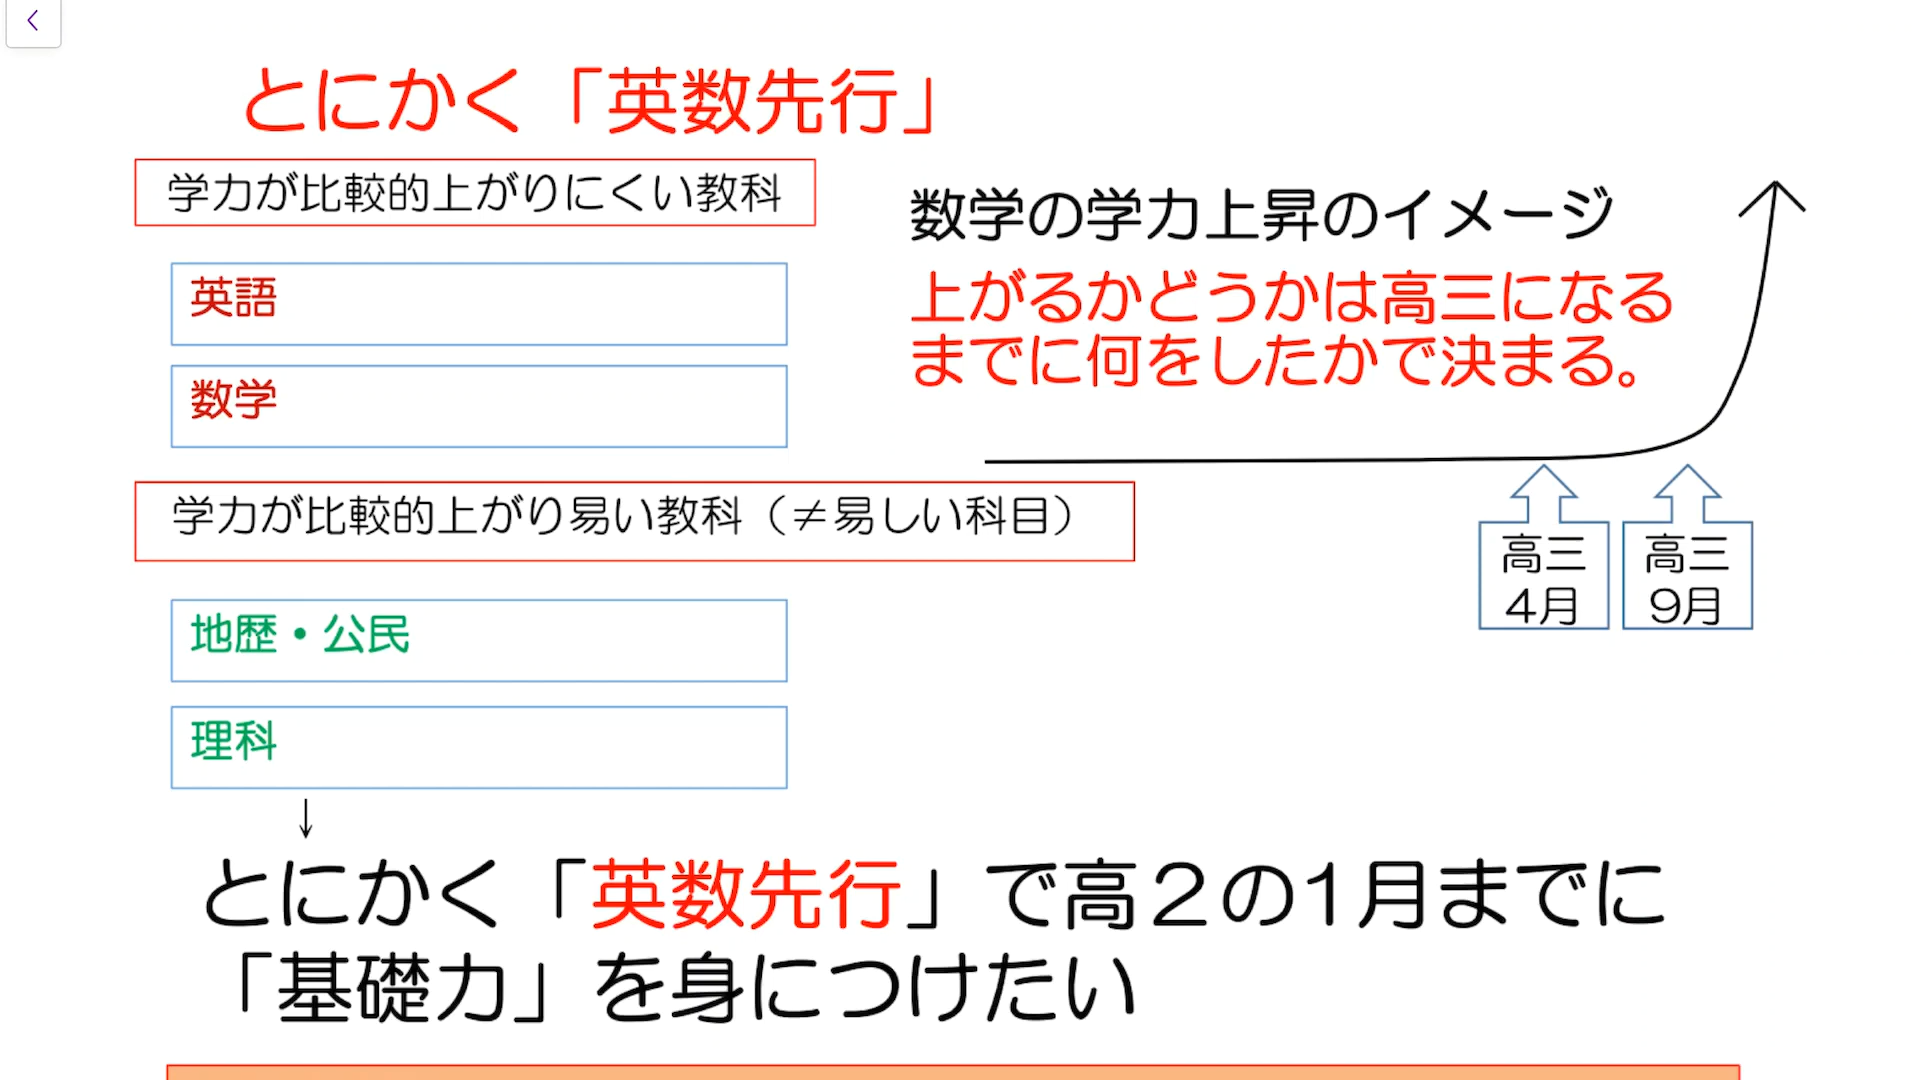 とにかく「英数先行」
学力が比較的上がりにくい教科
英語
数学
数学の学力上昇のイメージ
上がるかどうかは高三になる
までに何をしたかで決まる。
高三
4月
高三
9月
学力が比較的上がり易い教科（≠易しい科目）
地歴・公民
理科
↓
とにかく「英数先行」で高２の1月までに
「基礎力」を身につけたい